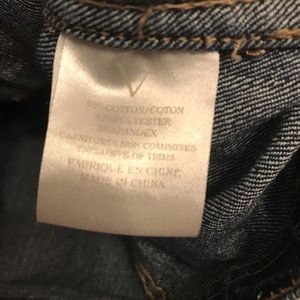 V
COTTON/COTON
POLYESTER
SPANDEX
GARNITURES NON COMPRISES
EXCLUSIVE OF TRIMS
FABRIQUE EN CHINE
MADE IN CHINA